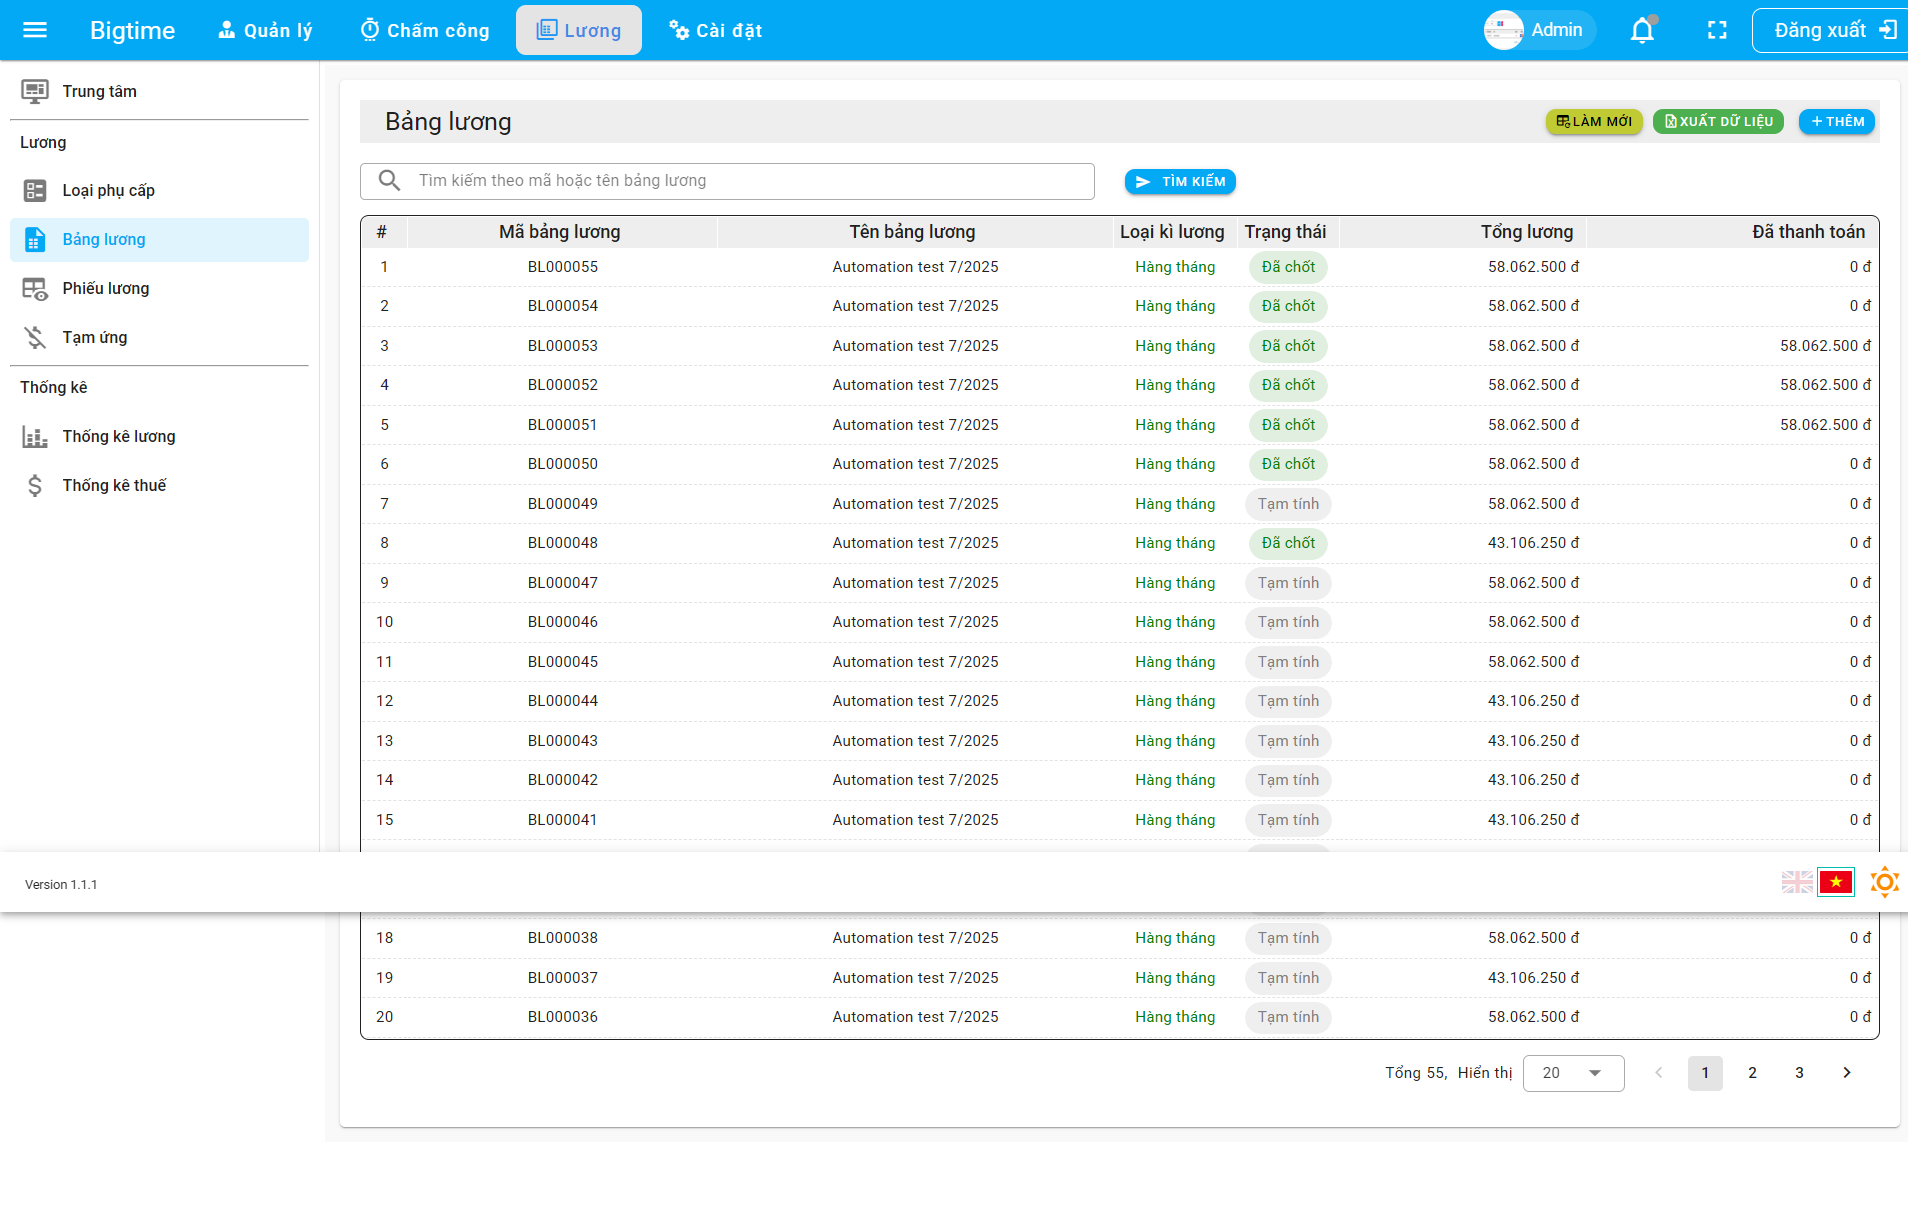 Bigtime Quản lý Chấm công Lương Cài đặt Admin Đăng xuất
Trung tâm
Lương
Loại phụ cấp
Bảng lương
Phiếu lương
Tạm ứng
Thống kê
Thống kê lương
Thống kê thuế
Bảng lương LÀM MỚI XUẤT DỮ LIỆU + THÊM
Tìm kiếm theo mã hoặc tên bảng lương TÌM KIẾM
# Mã bảng lương Tên bảng lương Loại kì lương Trạng thái Tổng lương Đã thanh toán
1 BL000055 Automation test 7/2025 Hàng tháng Đã chốt 58.062.500 đ 0 đ
2 BL000054 Automation test 7/2025 Hàng tháng Đã chốt 58.062.500 đ 0 đ
3 BL000053 Automation test 7/2025 Hàng tháng Đã chốt 58.062.500 đ 58.062.500 đ
4 BL000052 Automation test 7/2025 Hàng tháng Đã chốt 58.062.500 đ 58.062.500 đ
5 BL000051 Automation test 7/2025 Hàng tháng Đã chốt 58.062.500 đ 58.062.500 đ
6 BL000050 Automation test 7/2025 Hàng tháng Đã chốt 58.062.500 đ 0 đ
7 BL000049 Automation test 7/2025 Hàng tháng Tạm tính 58.062.500 đ 0 đ
8 BL000048 Automation test 7/2025 Hàng tháng Đã chốt 43.106.250 đ 0 đ
9 BL000047 Automation test 7/2025 Hàng tháng Tạm tính 58.062.500 đ 0 đ
10 BL000046 Automation test 7/2025 Hàng tháng Tạm tính 58.062.500 đ 0 đ
11 BL000045 Automation test 7/2025 Hàng tháng Tạm tính 58.062.500 đ 0 đ
12 BL000044 Automation test 7/2025 Hàng tháng Tạm tính 43.106.250 đ 0 đ
13 BL000043 Automation test 7/2025 Hàng tháng Tạm tính 43.106.250 đ 0 đ
14 BL000042 Automation test 7/2025 Hàng tháng Tạm tính 43.106.250 đ 0 đ
15 BL000041 Automation test 7/2025 Hàng tháng Tạm tính 43.106.250 đ 0 đ
Version 1.1.1
18 BL000038 Automation test 7/2025 Hàng tháng Tạm tính 58.062.500 đ 0 đ
19 BL000037 Automation test 7/2025 Hàng tháng Tạm tính 43.106.250 đ 0 đ
20 BL000036 Automation test 7/2025 Hàng tháng Tạm tính 58.062.500 đ 0 đ
Tổng 55, Hiển thị 20 1 2 3